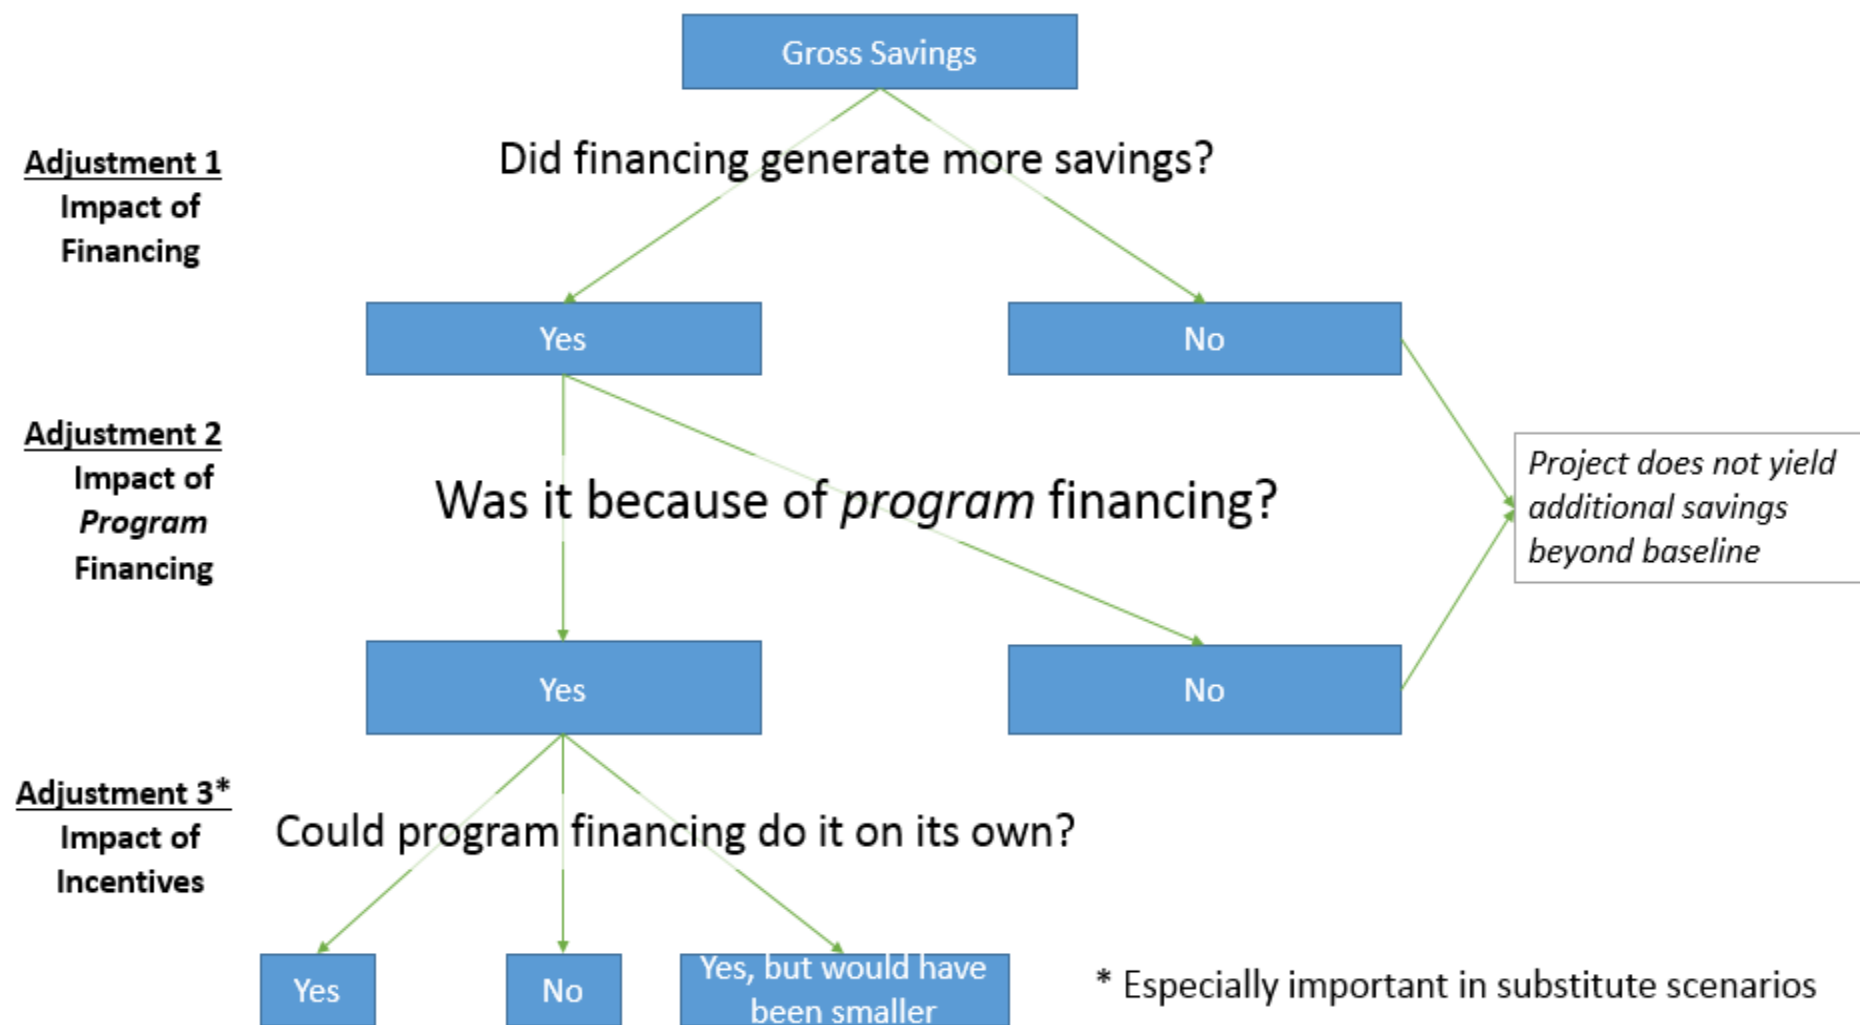 Gross Savings
Did financing generate more savings?
Adjustment 1
Impact of
Financing
Yes
No
Adjustment 2
Impact of
Program
Financing
Was it because of program financing?
Project does not yield
additional savings
beyond baseline
Yes
No
Adjustment 3*
Impact of
Incentives
Could program financing do it on its own?
Yes
No
Yes, but would have
been smaller
* Especially important in substitute scenarios